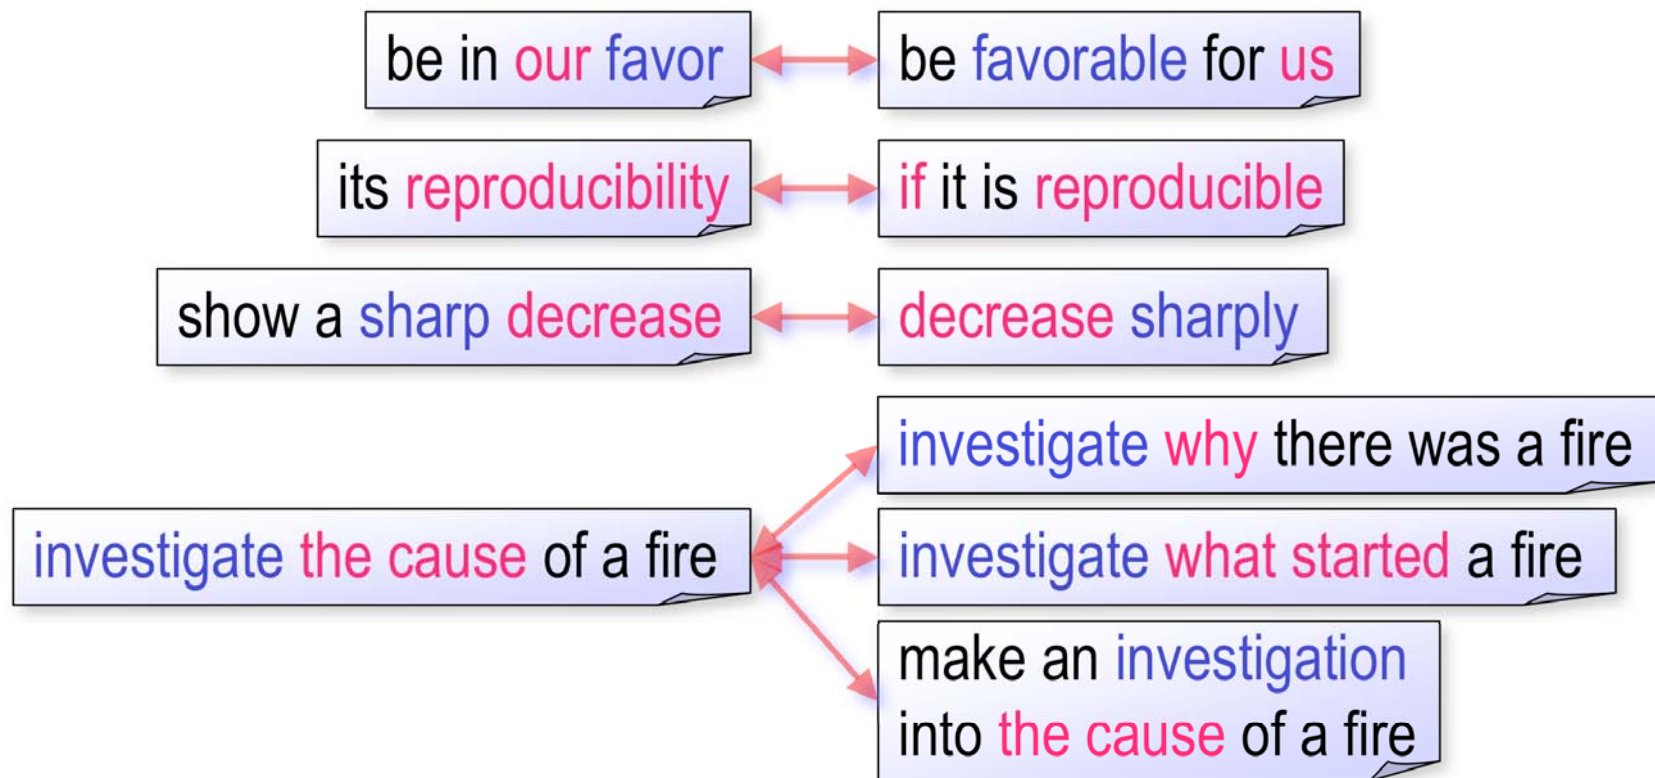 be in our favor
be favorable for us
its reproducibility
if it is reproducible
show a sharp decrease
decrease sharply
investigate the cause of a fire
investigate why there was a fire
investigate what started a fire
make an investigation
into the cause of a fire